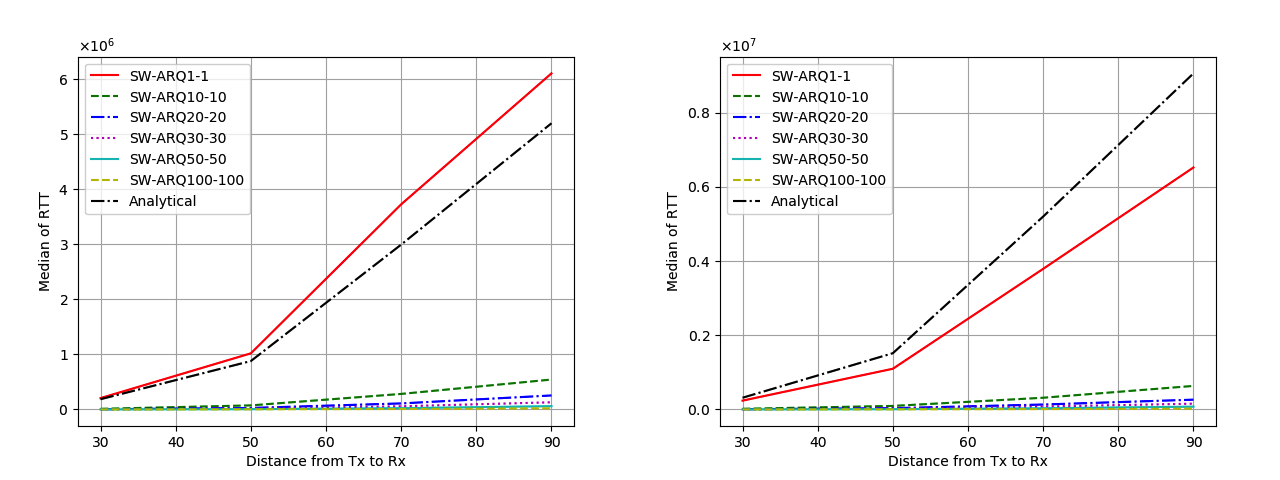 ×10⁶
SW-ARQ1-1
SW-ARQ10-10
SW-ARQ20-20
SW-ARQ30-30
SW-ARQ50-50
SW-ARQ100-100
Analytical
6
5
4
3
2
1
0
Median of RTT
30 40 50 60 70 80 90
Distance from Tx to Rx
×10⁷
SW-ARQ1-1
SW-ARQ10-10
SW-ARQ20-20
SW-ARQ30-30
SW-ARQ50-50
SW-ARQ100-100
Analytical
0.8
0.6
0.4
0.2
0.0
Median of RTT
30 40 50 60 70 80 90
Distance from Tx to Rx